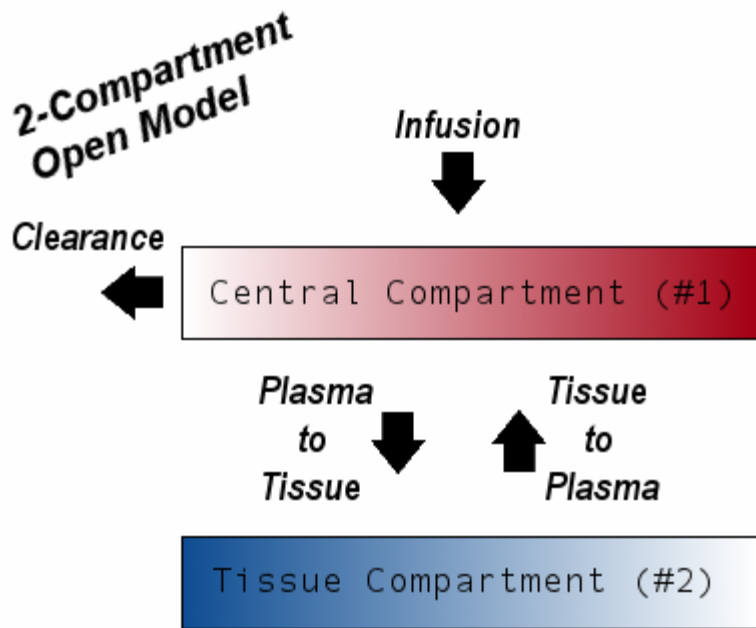 2-Compartment
Open Model
Infusion
Clearance
Central Compartment (#1)
Plasma
to
Tissue
Tissue
to
Plasma
Tissue Compartment (#2)